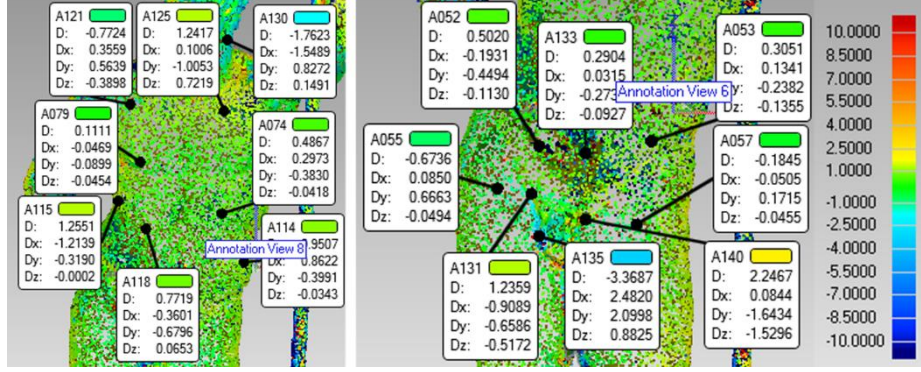 A121
D: -0.7724
Dx: 0.3559
Dy: 0.5639
Dz: -0.3898
A125
D: 1.2417
Dx: 0.1006
Dy: -1.0053
Dz: 0.7219
A130
D: -1.7623
Dx: -1.5489
Dy: 0.8272
Dz: 0.1491
A079
D: 0.1111
Dx: -0.0469
Dy: -0.0899
Dz: -0.0454
A074
D: 0.4867
Dx: 0.2973
Dy: -0.3830
Dz: -0.0418
A115
D: 1.2551
Dx: -1.2139
Dy: -0.3190
Dz: -0.0002
Annotation View 8
A114
.9507
.8622
Dy: -0.3991
Dz: -0.0343
A118
D: 0.7719
Dx: -0.3601
Dy: -0.6796
Dz: 0.0653
A052
D: 0.5020
Dx: -0.1931
Dy: -0.4494
Dz: -0.1130
A133
D: 0.2904
Dx: 0.0315
Dy: -0.273
Dz: -0.0927
Annotation View 6
A053
D: 0.3051
Dx: 0.1341
Dy: -0.2382
Dz: -0.1355
A055
D: -0.6736
Dx: 0.0850
Dy: 0.6663
Dz: -0.0494
A057
D: -0.1845
Dx: -0.0505
Dy: 0.1715
Dz: -0.0455
A131
D: 1.2359
Dx: -0.9089
Dy: -0.6586
Dz: -0.5172
A135
D: -3.3687
Dx: 2.4820
Dy: 2.0998
Dz: 0.8825
A140
D: 2.2467
Dx: 0.0844
Dy: -1.6434
Dz: -1.5296
10.0000
8.5000
7.0000
5.5000
4.0000
2.5000
1.0000
-1.0000
-2.5000
-4.0000
-5.5000
-7.0000
-8.5000
-10.0000